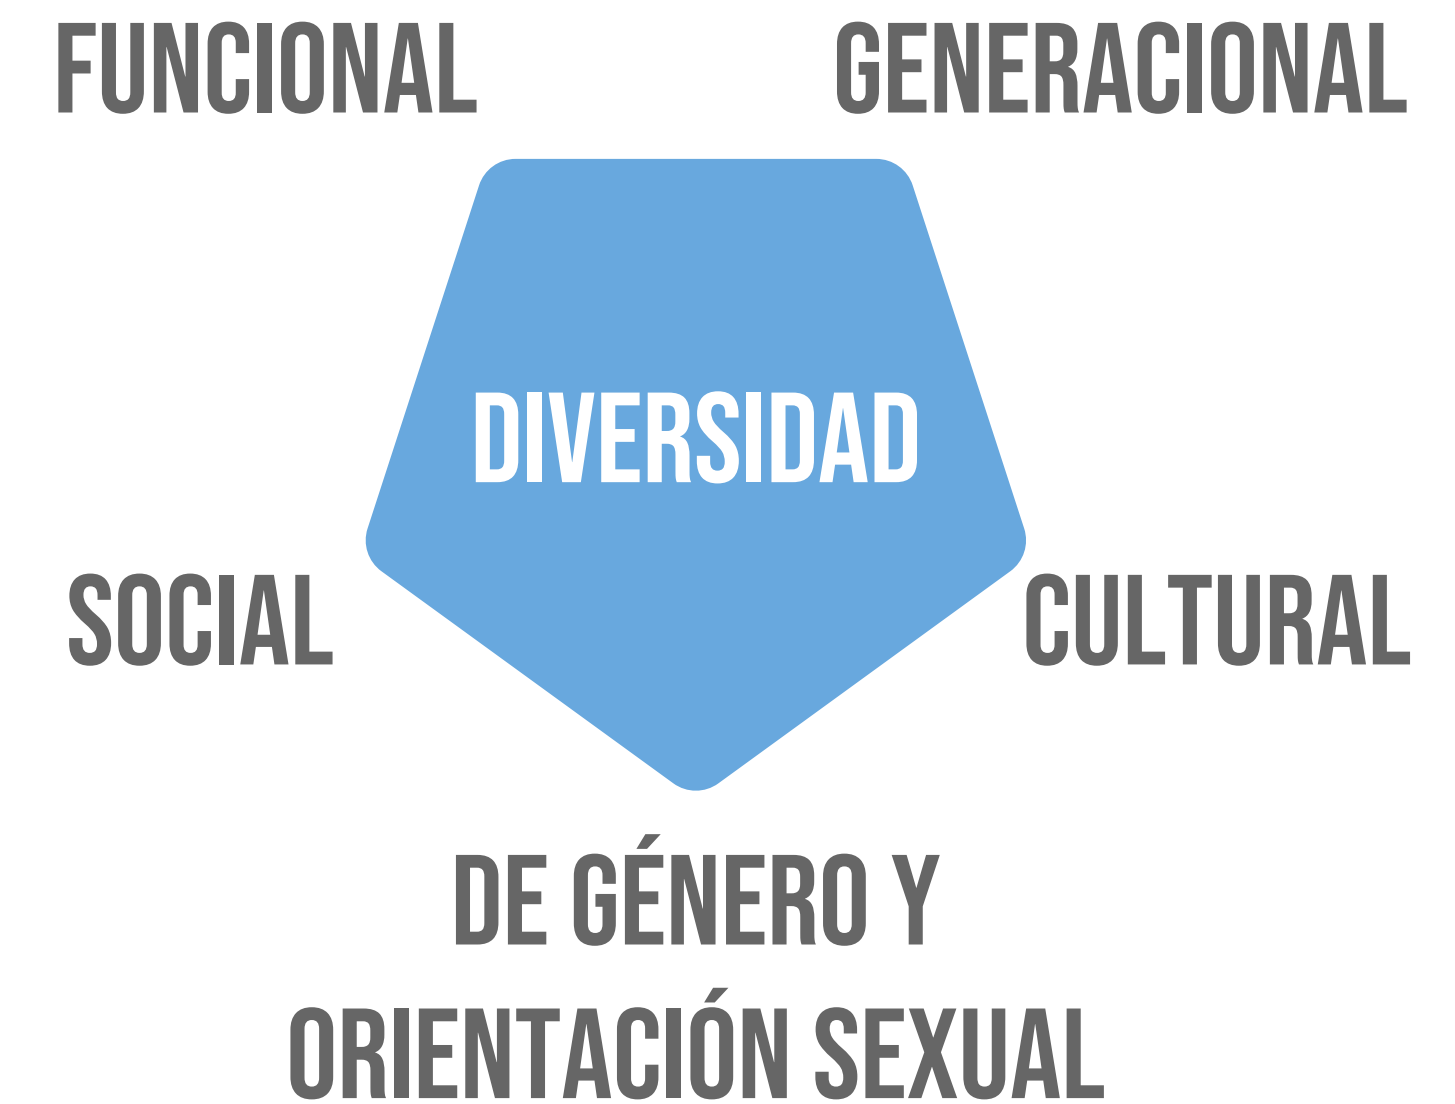 FUNCIONAL
GENERACIONAL
DIVERSIDAD
SOCIAL
CULTURAL
DE GÉNERO Y
ORIENTACIÓN SEXUAL